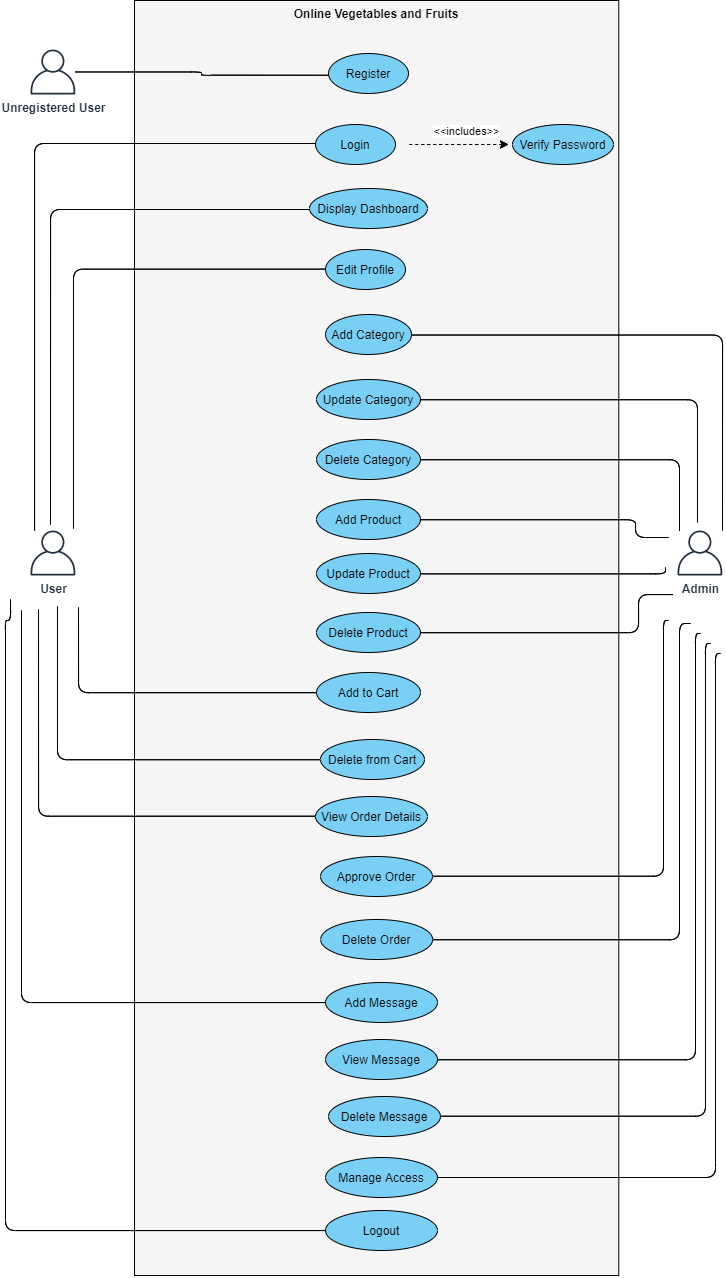 Online Vegetables and Fruits
Register
Unregistered User
<<includes>>
Login
Verify Password
Display Dashboard
Edit Profile
Add Category
Update Category
Delete Category
Add Product
Update Product
User
Admin
Delete Product
Add to Cart
Delete from Cart
View Order Details
Approve Order
Delete Order
Add Message
View Message
Delete Message
Manage Access
Logout